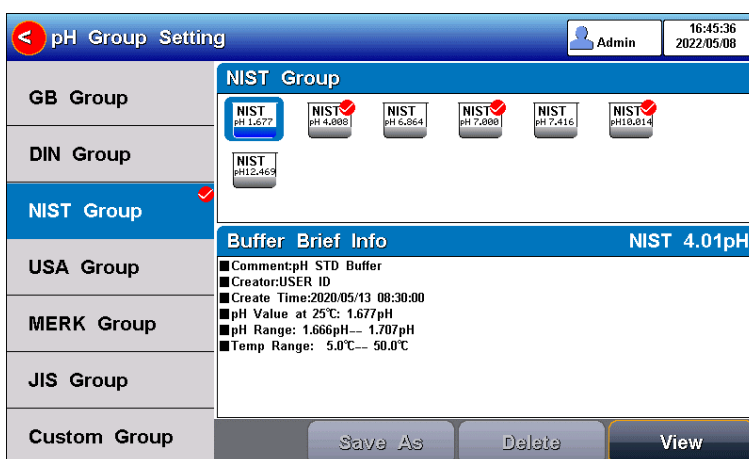 < pH Group Setting
Admin
16:45:36
2022/05/08
GB Group
DIN Group
NIST Group
USA Group
MERK Group
JIS Group
Custom Group
NIST Group
NIST
pH 1.677
NIST
pH 4.008
NIST
pH 6.864
NIST
pH 7.000
NIST
pH 7.416
NIST
pH10.014
NIST
pH12.469
Buffer Brief Info NIST 4.01pH
■Comment:pH STD Buffer
■Creator:USER ID
■Create Time:2020/05/13 08:30:00
■pH Value at 25℃: 1.677pH
■pH Range: 1.666pH-- 1.707pH
■Temp Range: 5.0℃-- 50.0℃
Save As
Delete
View